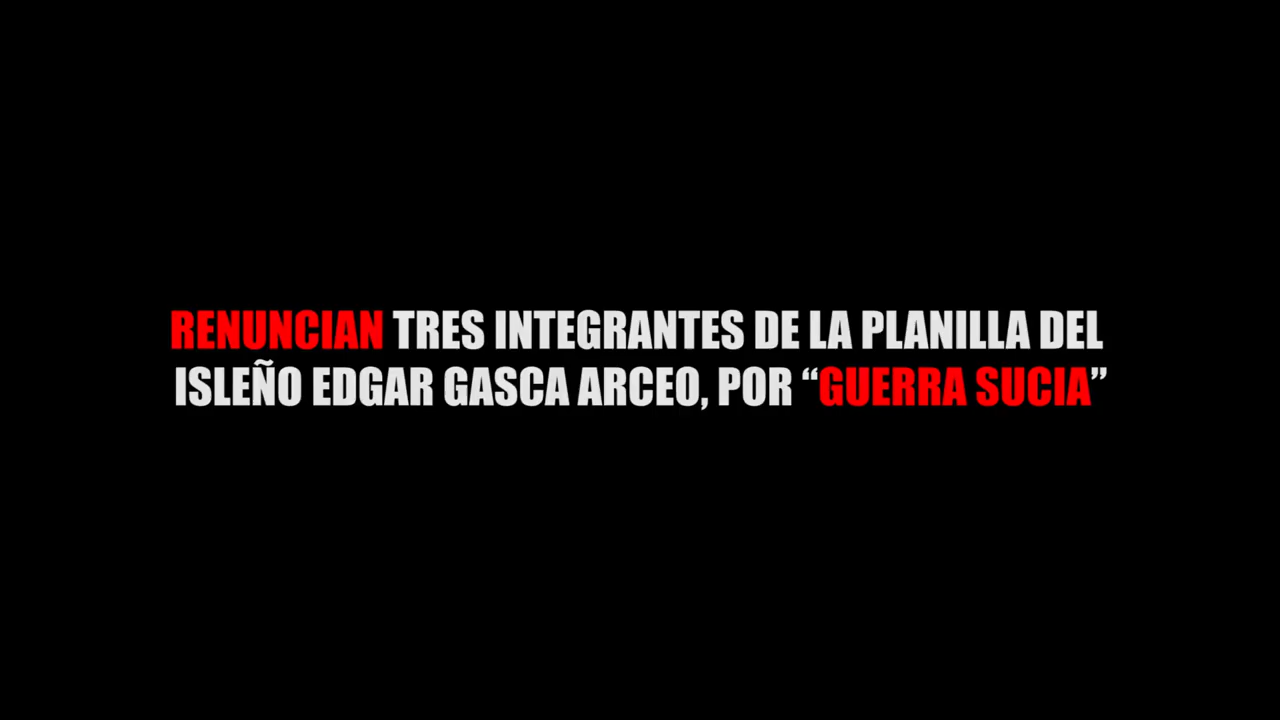 RENUNCIAN TRES INTEGRANTES DE LA PLANILLA DEL
ISLEÑO EDGAR GASCA ARCEO, POR “GUERRA SUCIA”